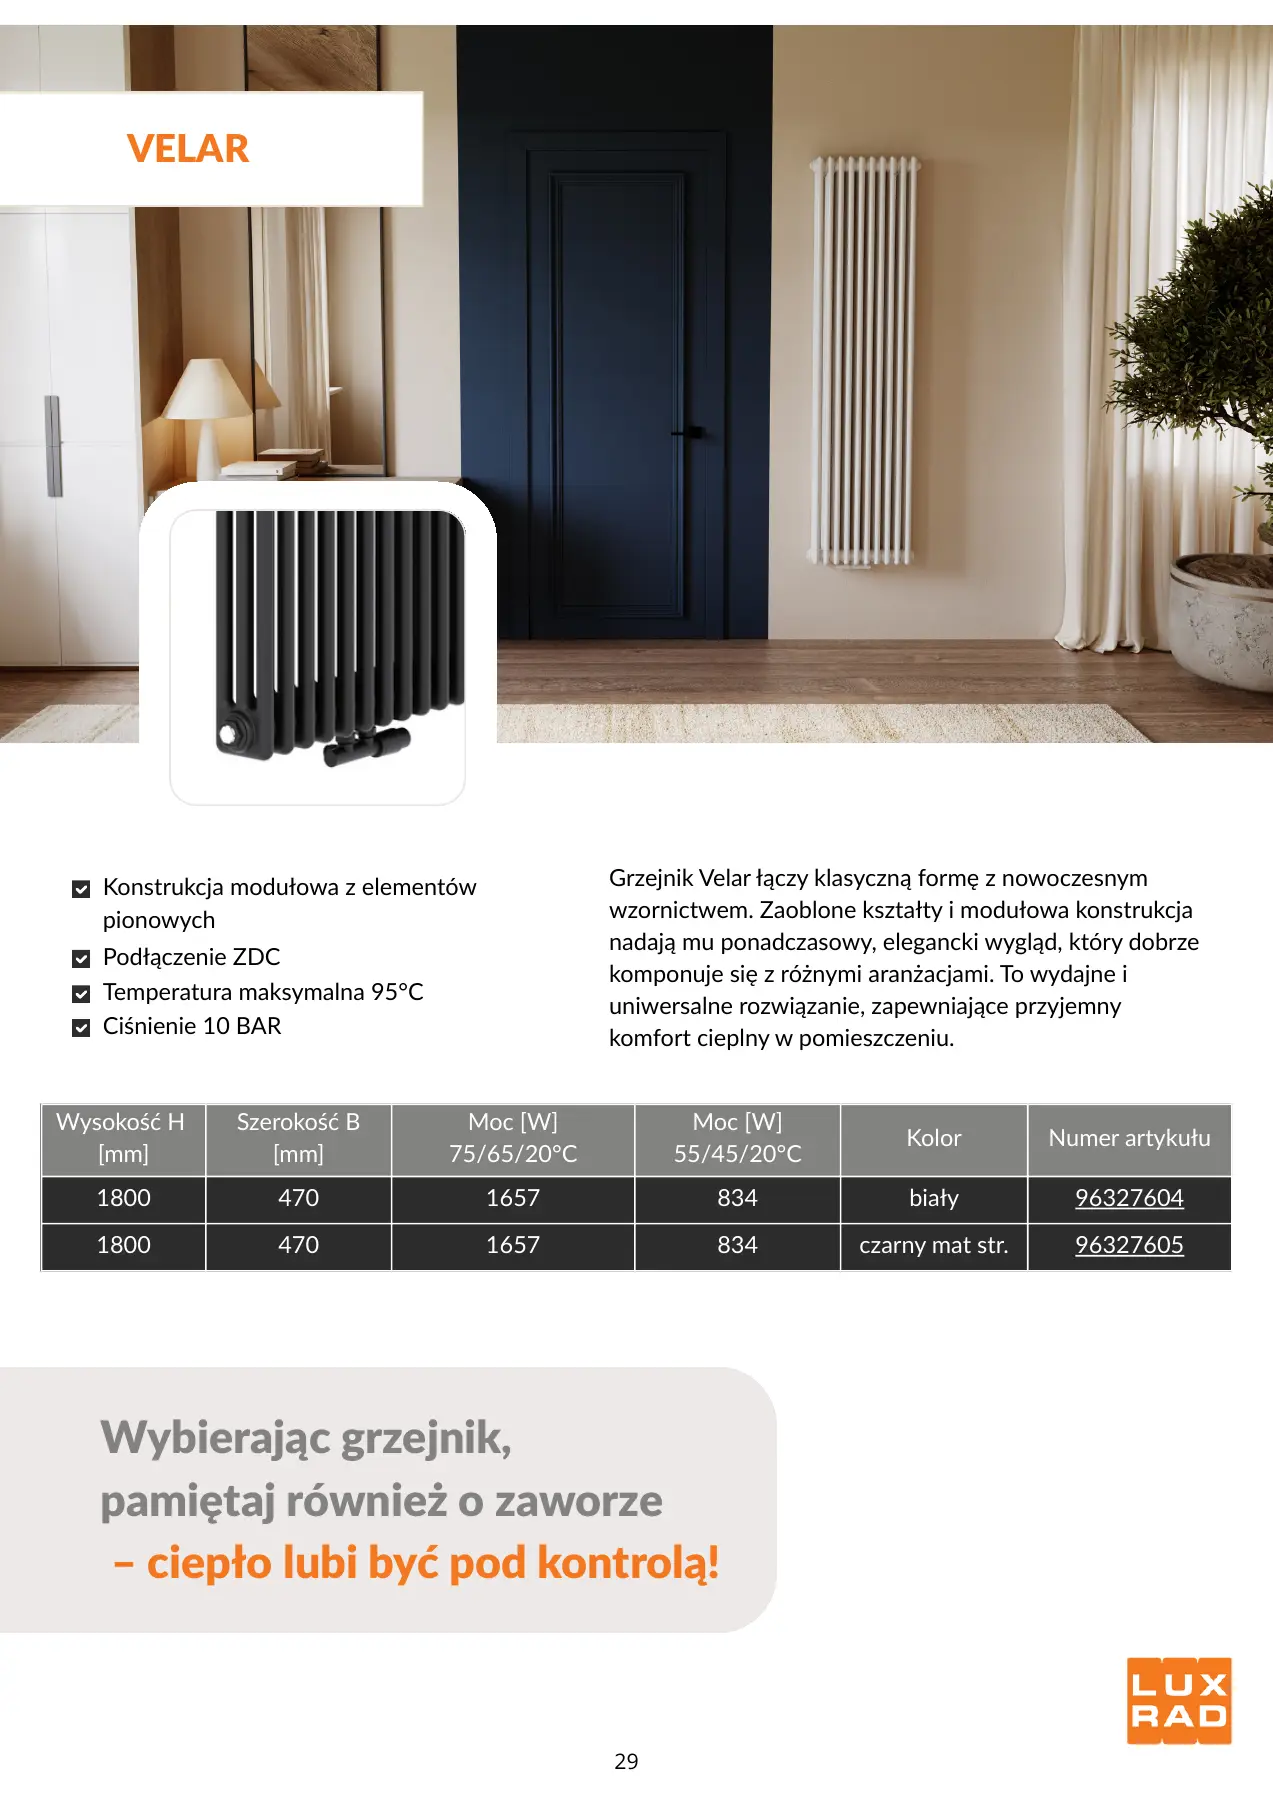 VELAR
Konstrukcja modułowa z elementów
pionowych
Podłączenie ZDC
Temperatura maksymalna 95°C
Ciśnienie 10 BAR
Grzejnik Velar łączy klasyczną formę z nowoczesnym
wzornictwem. Zaoblone kształty i modułowa konstrukcja
nadają mu ponadczasowy, elegancki wygląd, który dobrze
komponuje się z różnymi aranżacjami. To wydajne i
uniwersalne rozwiązanie, zapewniające przyjemny
komfort cieplny w pomieszczeniu.
Wysokość H [mm] Szerokość B [mm] Moc [W] 75/65/20°C Moc [W] 55/45/20°C Kolor Numer artykułu
1800 470 1657 834 biały 96327604
1800 470 1657 834 czarny mat str. 96327605
Wybierając grzejnik,
pamiętaj również o zaworze
– ciepło lubi być pod kontrolą!
LUX
RAD
29